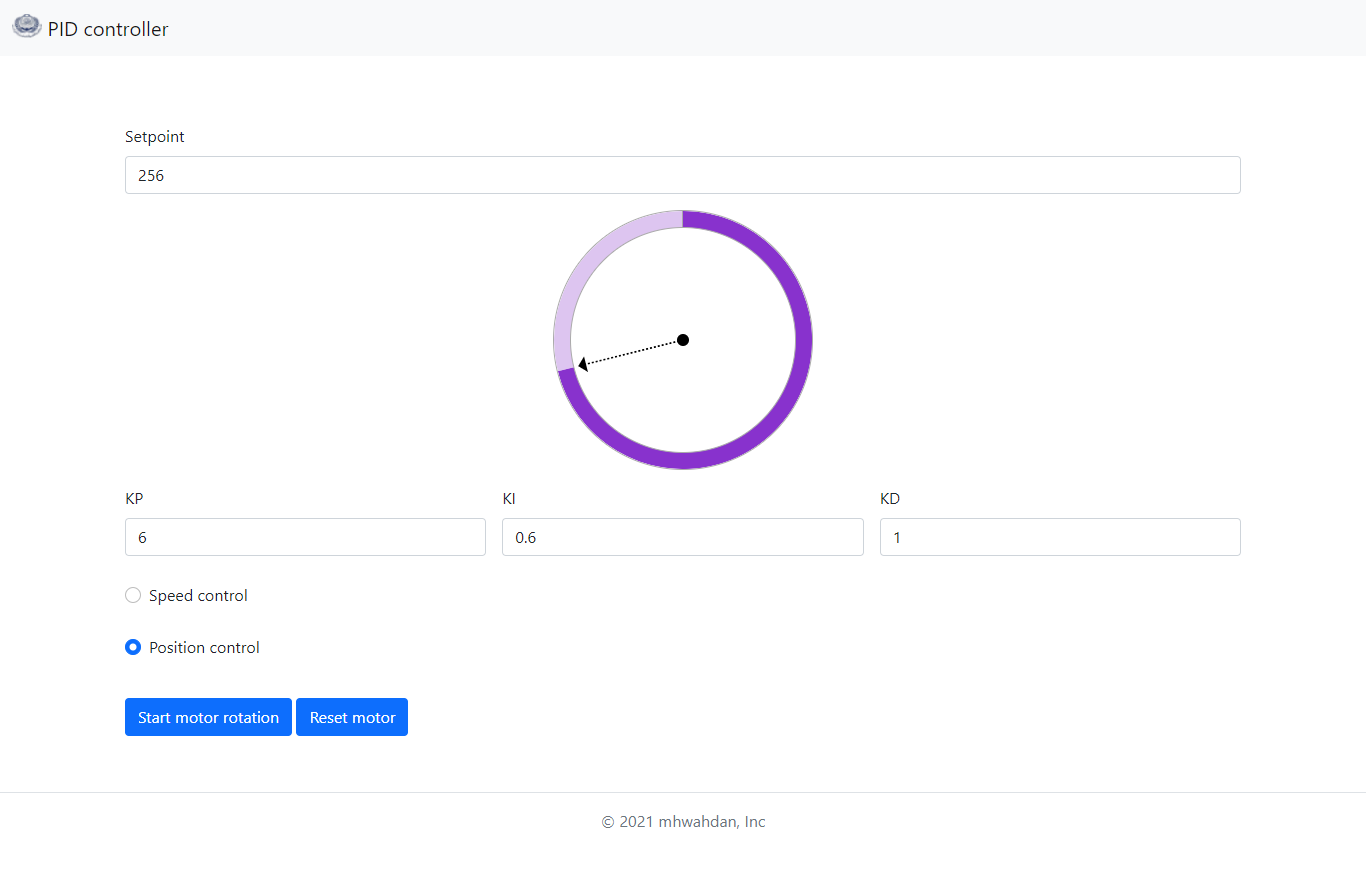 PID controller
Setpoint
256
KP KI KD
6 0.6 1
Speed control
Position control
Start motor rotation Reset motor
© 2021 mhwahdan, Inc